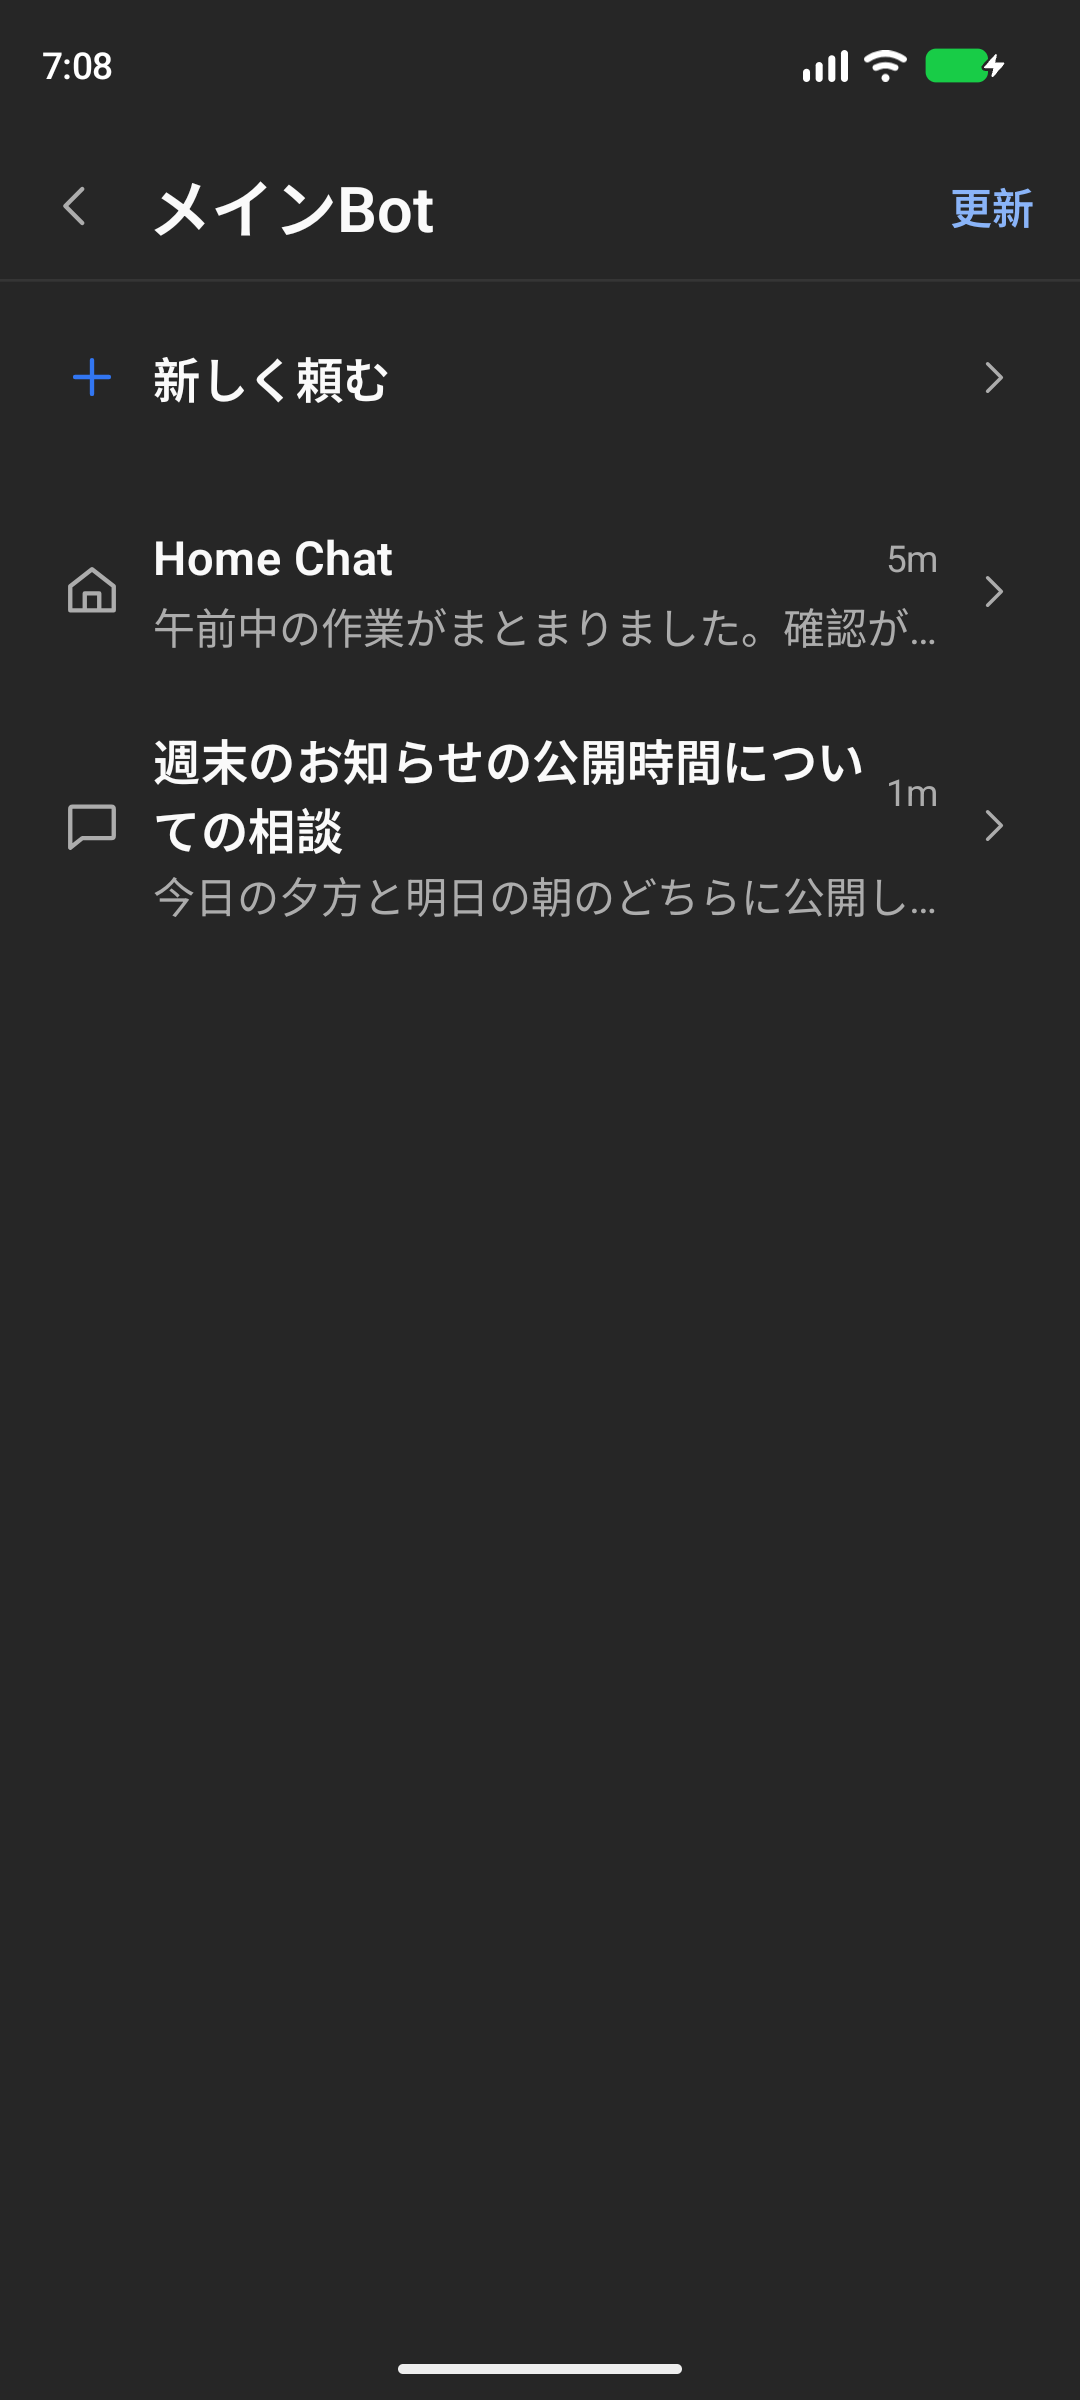 7:08
メインBot
更新
新しく頼む
Home Chat
5m
午前中の作業がまとまりました。確認が…
週末のお知らせの公開時間につい
ての相談
1m
今日の夕方と明日の朝のどちらに公開し…